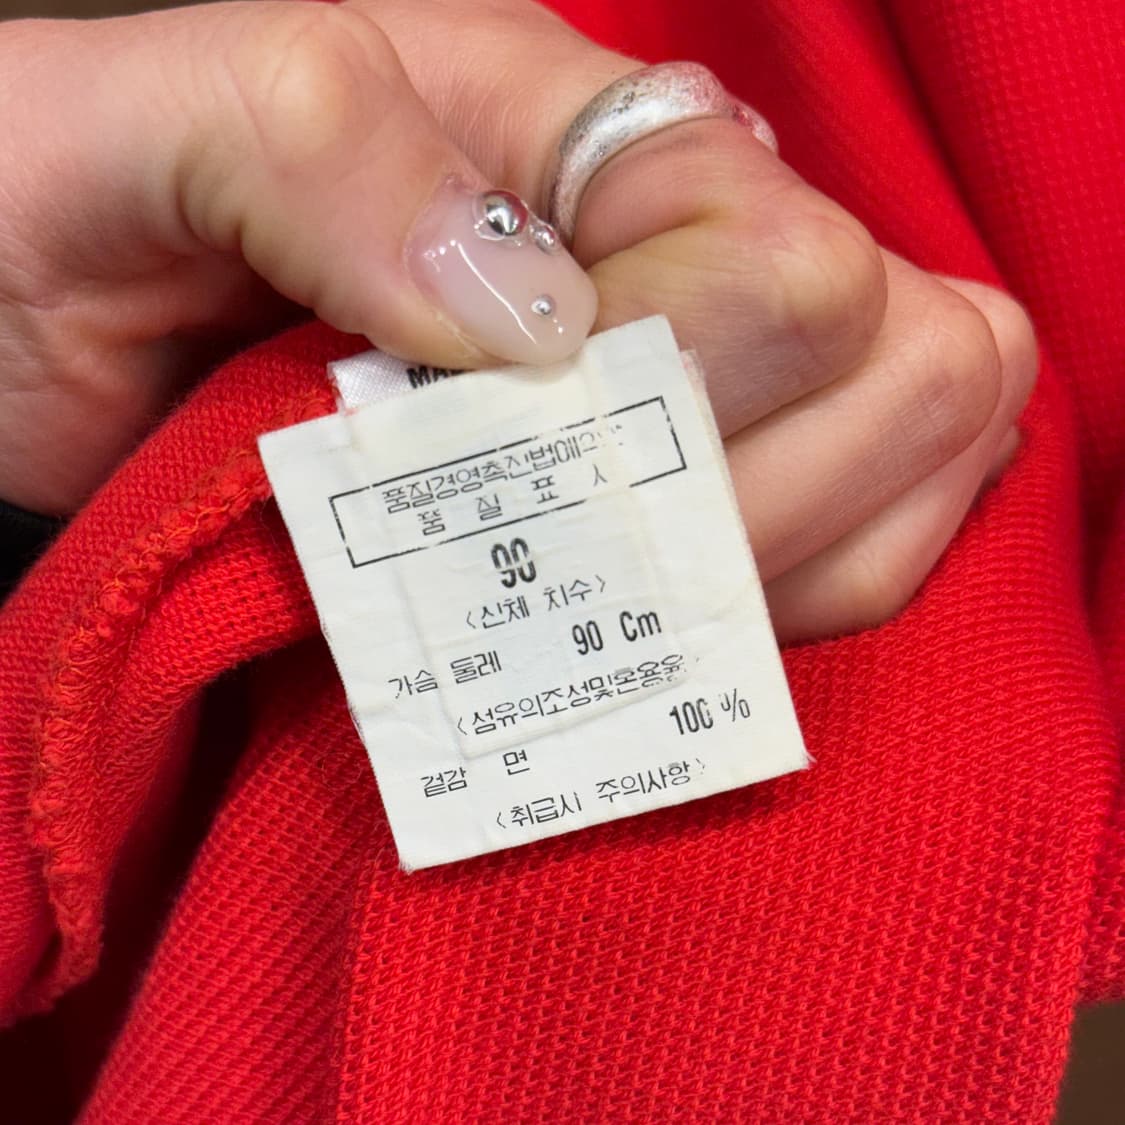 품질경영촉진법에의한
품 질 표 시
90
<신체 치수>
가슴 둘레 90 Cm
<섬유의조성및혼용율>
겉감 면 100 %
<취급시 주의사항>